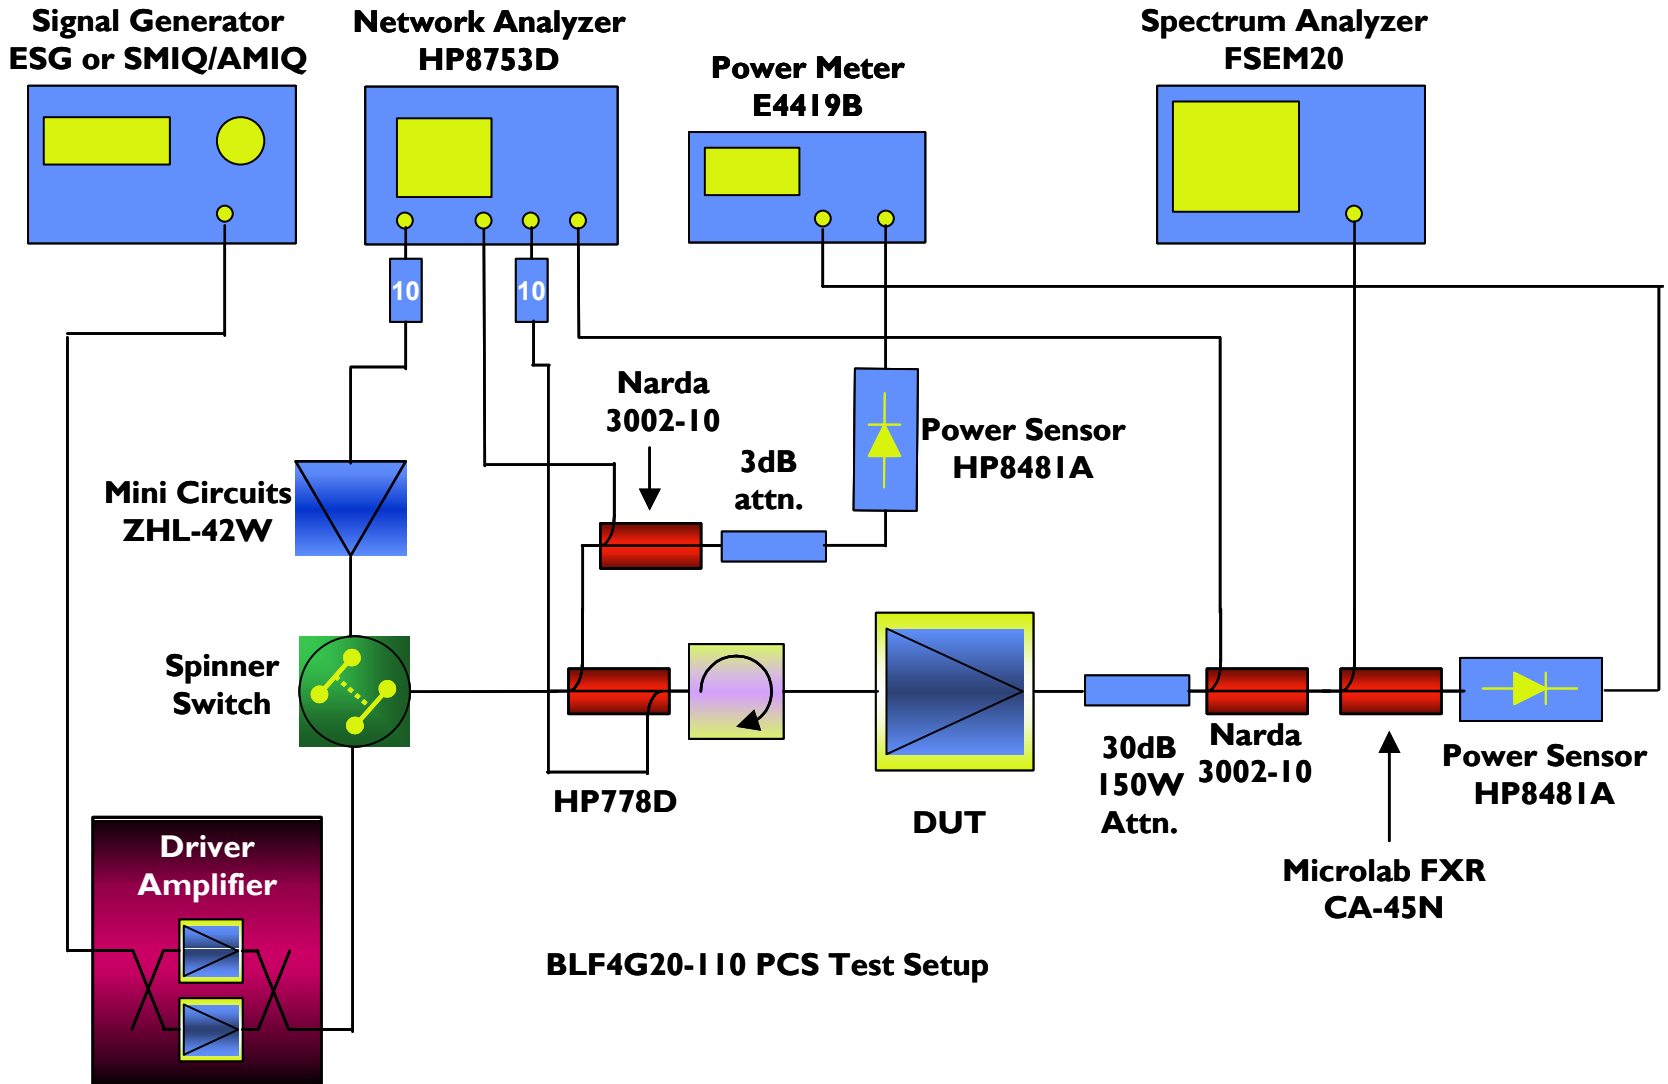 Signal Generator
ESG or SMIQ/AMIQ
Network Analyzer
HP8753D
Power Meter
E4419B
Spectrum Analyzer
FSEM20
10
10
Narda
3002-10
3dB
attn.
Power Sensor
HP8481A
Mini Circuits
ZHL-42W
Spinner
Switch
HP778D
DUT
30dB
150W
Attn.
Narda
3002-10
Power Sensor
HP8481A
Microlab FXR
CA-45N
Driver
Amplifier
BLF4G20-110 PCS Test Setup